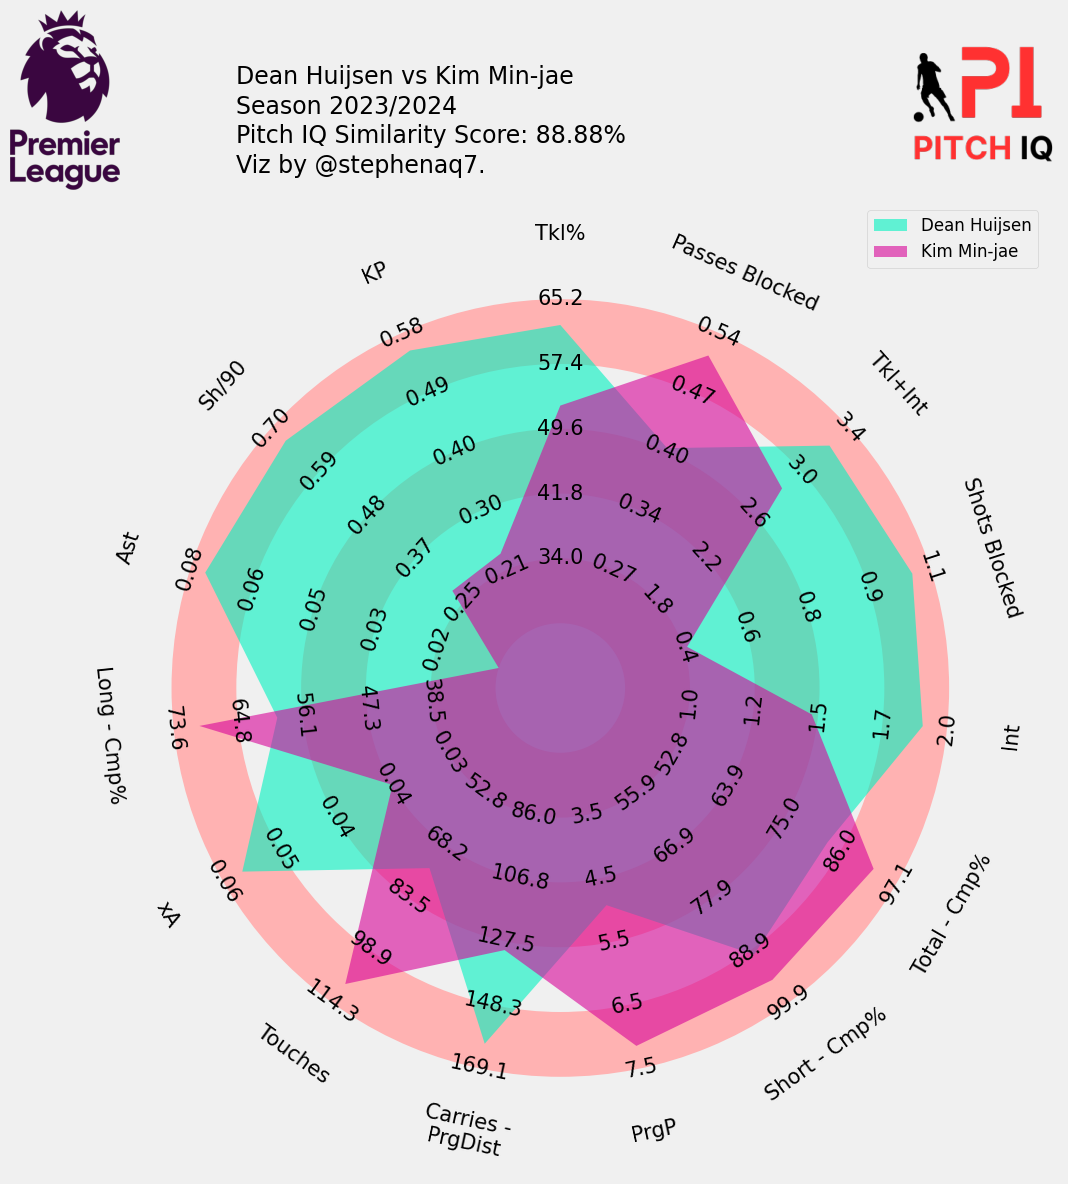 Premier
League
Dean Huijsen vs Kim Min-jae
Season 2023/2024
Pitch IQ Similarity Score: 88.88%
Viz by @stephenaq7.
PI
PITCH IQ
Dean Huijsen
Kim Min-jae
Tkl%
65.2
57.4
49.6
41.8
34.0
Passes Blocked
0.54
0.47
0.40
0.34
0.27
Tkl+Int
3.4
3.0
2.6
2.2
1.8
Shots Blocked
1.1
0.9
0.8
0.6
0.4
Int
2.0
1.7
1.5
1.2
1.0
Total - Cmp%
97.1
86.0
75.0
63.9
52.8
Short - Cmp%
99.9
88.9
77.9
66.9
55.9
PrgP
7.5
6.5
5.5
4.5
3.5
Carries -
PrgDist
169.1
148.3
127.5
106.8
86.0
Touches
114.3
98.9
83.5
68.2
52.8
xA
0.06
0.05
0.04
0.04
0.03
Long - Cmp%
73.6
64.8
56.1
47.3
38.5
Ast
0.08
0.06
0.05
0.03
0.02
Sh/90
0.70
0.59
0.48
0.37
0.25
KP
0.58
0.49
0.40
0.30
0.21